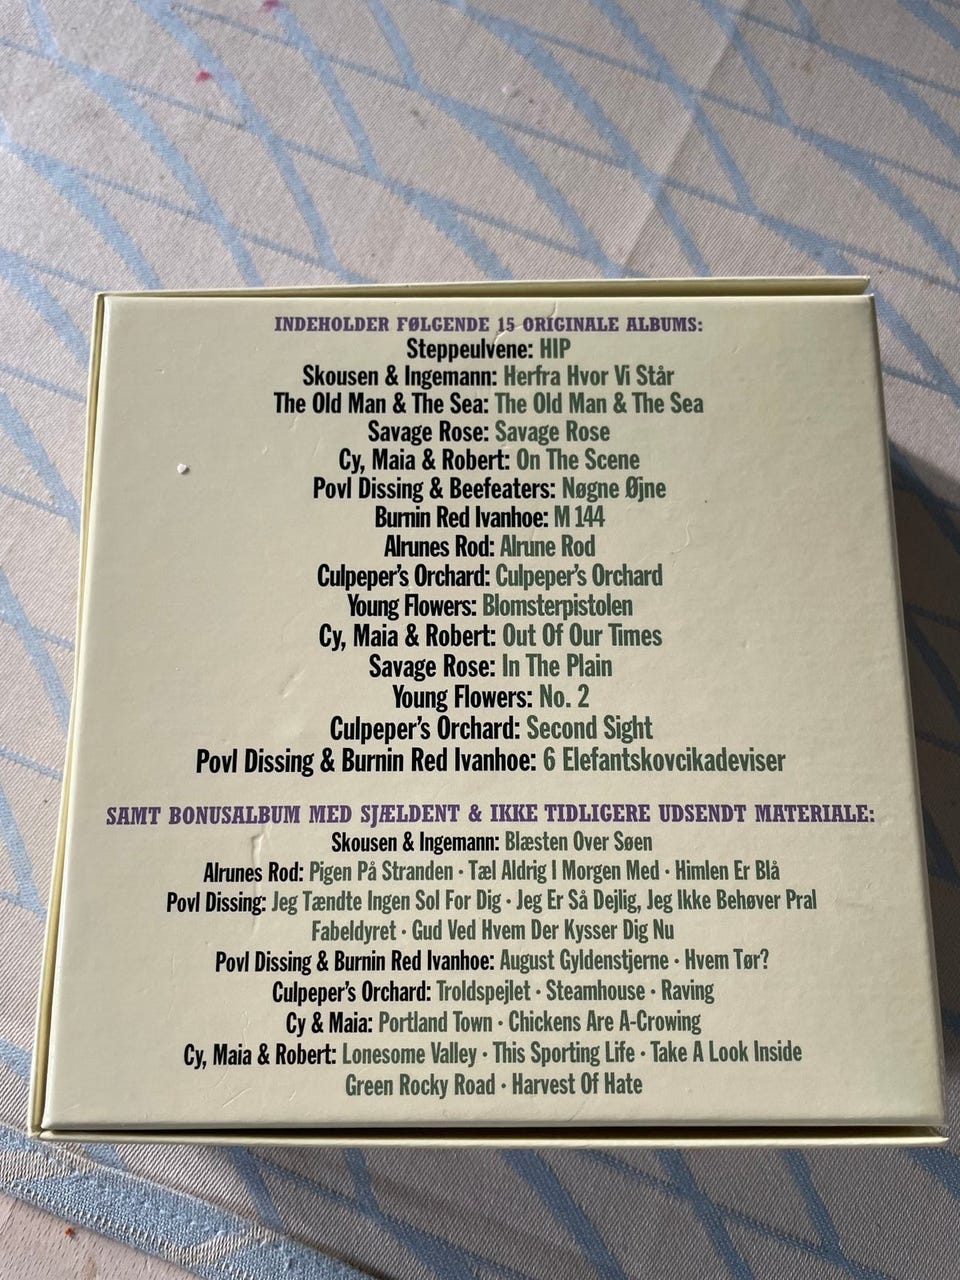 INDEHOLDER FØLGENDE 15 ORIGINALE ALBUMS:
Steppeulvene: HIP
Skousen & Ingemann: Herfra Hvor Vi Står
The Old Man & The Sea: The Old Man & The Sea
Savage Rose: Savage Rose
Cy, Maia & Robert: On The Scene
Povl Dissing & Beefeaters: Nøgne Øjne
Burnin Red Ivanhoe: M 144
Alrunes Rod: Alrune Rod
Culpeper's Orchard: Culpeper's Orchard
Young Flowers: Blomsterpistolen
Cy, Maia & Robert: Out Of Our Times
Savage Rose: In The Plain
Young Flowers: No. 2
Culpeper's Orchard: Second Sight
Povl Dissing & Burnin Red Ivanhoe: 6 Elefantskovcikadeviser
SAMT BONUSALBUM MED SJÆLDENT & IKKE TIDLIGERE UDSENDT MATERIALE:
Skousen & Ingemann: Blæsten Over Søen
Alrunes Rod: Pigen På Stranden · Tæl Aldrig I Morgen Med · Himlen Er Blå
Povl Dissing: Jeg Tændte Ingen Sol For Dig · Jeg Er Så Dejlig, Jeg Ikke Behøver Pral
Fabeldyret · Gud Ved Hvem Der Kysser Dig Nu
Povl Dissing & Burnin Red Ivanhoe: August Gyldenstjerne · Hvem Tør?
Culpeper's Orchard: Troldspejlet · Steamhouse · Raving
Cy & Maia: Portland Town · Chickens Are A-Crowing
Cy, Maia & Robert: Lonesome Valley · This Sporting Life · Take A Look Inside
Green Rocky Road · Harvest Of Hate